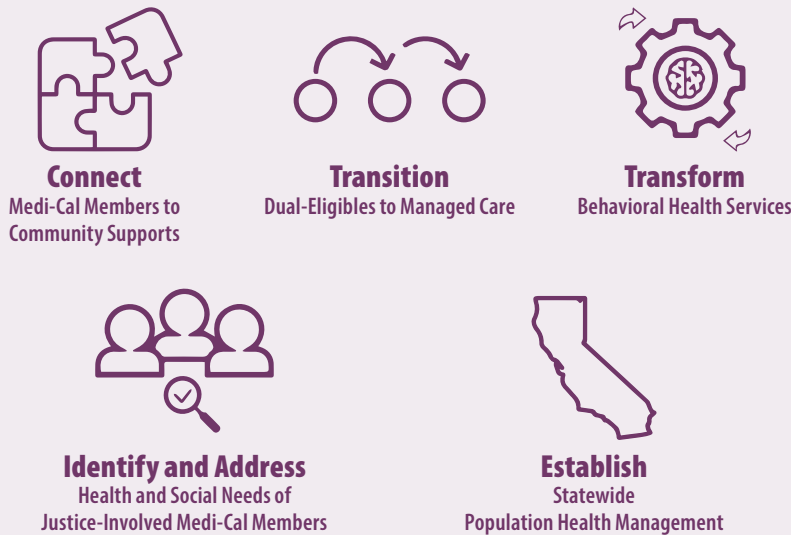 Connect
Medi-Cal Members to
Community Supports
Transition
Dual-Eligibles to Managed Care
Transform
Behavioral Health Services
Identify and Address
Health and Social Needs of
Justice-Involved Medi-Cal Members
Establish
Statewide
Population Health Management